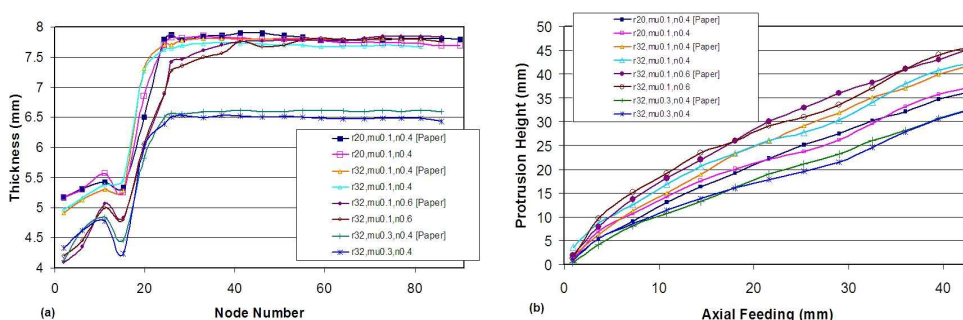 8
7.5
7
6.5
6
5.5
5
4.5
4
Thickness (mm)
0 20 40 60 80
Node Number
(a)
r20,mu0.1,n0.4 [Paper]
r20,mu0.1,n0.4
r32,mu0.1,n0.4 [Paper]
r32,mu0.1,n0.4
r32,mu0.1,n0.6 [Paper]
r32,mu0.1,n0.6
r32,mu0.3,n0.4 [Paper]
r32,mu0.3,n0.4
50
45
40
35
30
25
20
15
10
5
0
Protrusion Height (mm)
r20,mu0.1,n0.4 [Paper]
r20,mu0.1,n0.4
r32,mu0.1,n0.4 [Paper]
r32,mu0.1,n0.4
r32,mu0.1,n0.6 [Paper]
r32,mu0.1,n0.6
r32,mu0.3,n0.4 [Paper]
r32,mu0.3,n0.4
0 10 20 30 40
(b)
Axial Feeding (mm)